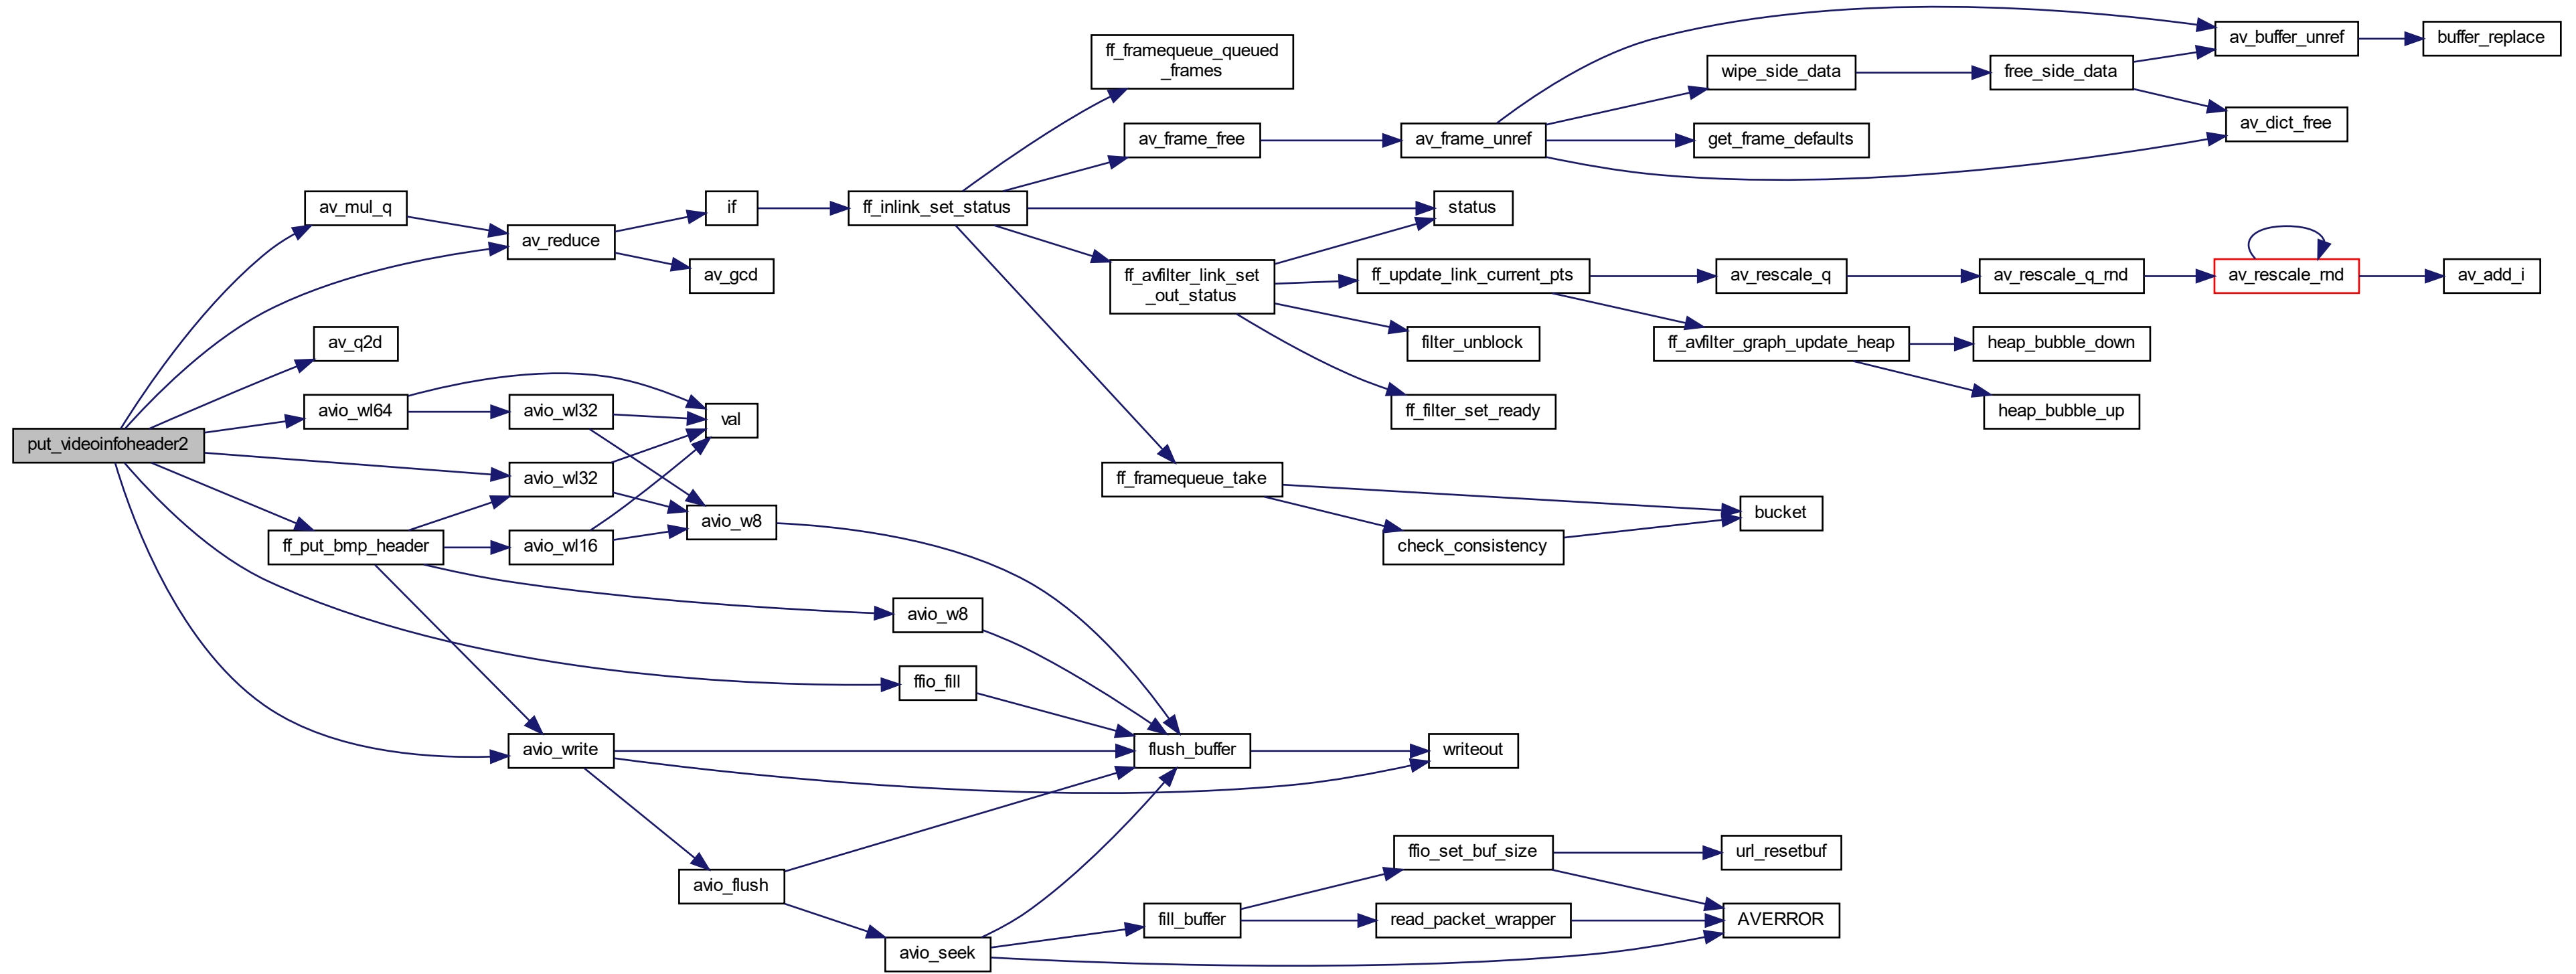 put_videoinfoheader2
av_mul_q
av_reduce
if
av_gcd
ff_inlink_set_status
ff_framequeue_queued
_frames
av_frame_free
av_frame_unref
av_buffer_unref
buffer_replace
wipe_side_data
free_side_data
av_dict_free
get_frame_defaults
status
ff_avfilter_link_set
_out_status
ff_update_link_current_pts
av_rescale_q
av_rescale_q_rnd
av_rescale_rnd
av_add_i
ff_avfilter_graph_update_heap
heap_bubble_down
heap_bubble_up
filter_unblock
ff_filter_set_ready
ff_framequeue_take
bucket
check_consistency
av_q2d
avio_wl64
avio_wl32
val
avio_wl32
avio_w8
ff_put_bmp_header
avio_wl16
avio_w8
ffio_fill
avio_write
flush_buffer
writeout
avio_flush
avio_seek
fill_buffer
ffio_set_buf_size
url_resetbuf
read_packet_wrapper
AVERROR